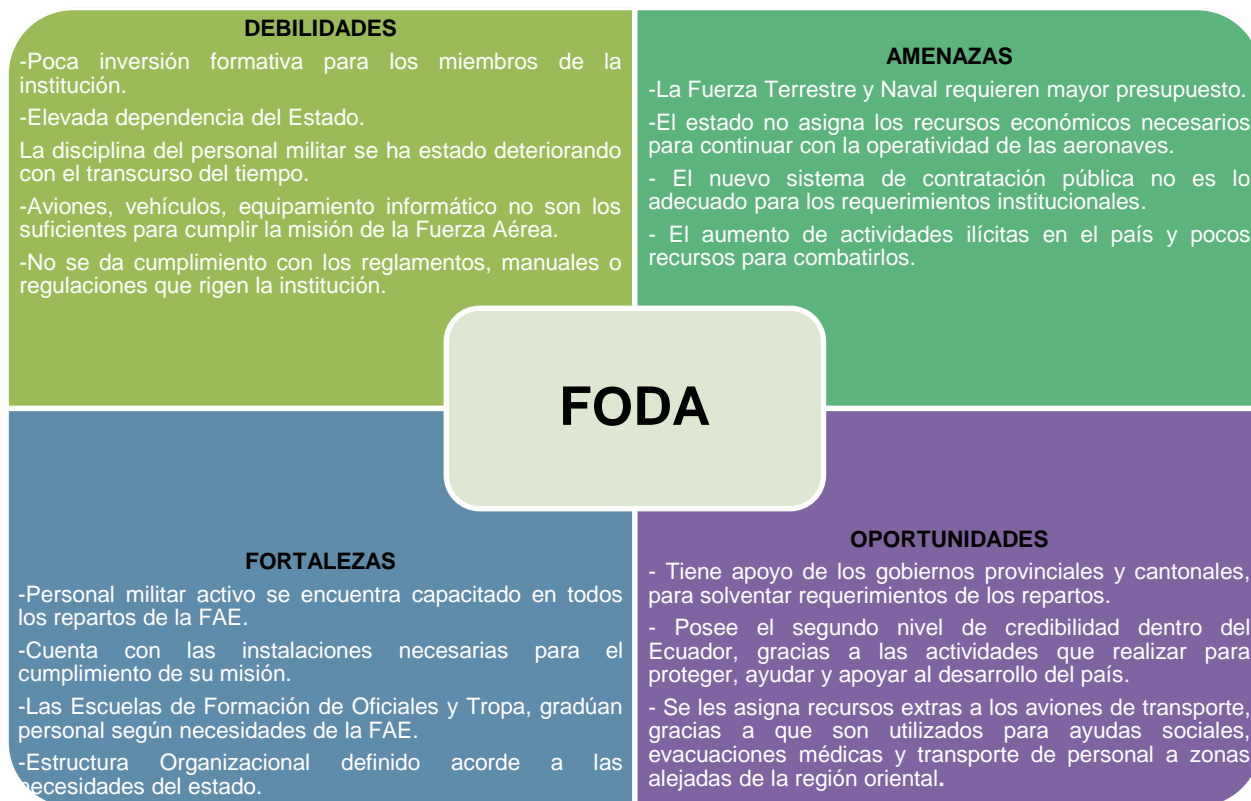 DEBILIDADES
-Poca inversión formativa para los miembros de la
institución.
-Elevada dependencia del Estado.
La disciplina del personal militar se ha estado deteriorando
con el transcurso del tiempo.
-Aviones, vehículos, equipamiento informático no son los
suficientes para cumplir la misión de la Fuerza Aérea.
-No se da cumplimiento con los reglamentos, manuales o
regulaciones que rigen la institución.
AMENAZAS
-La Fuerza Terrestre y Naval requieren mayor presupuesto.
-El estado no asigna los recursos económicos necesarios
para continuar con la operatividad de las aeronaves.
- El nuevo sistema de contratación pública no es lo
adecuado para los requerimientos institucionales.
- El aumento de actividades ilícitas en el país y pocos
recursos para combatirlos.
FODA
FORTALEZAS
-Personal militar activo se encuentra capacitado en todos
los repartos de la FAE.
-Cuenta con las instalaciones necesarias para el
cumplimiento de su misión.
-Las Escuelas de Formación de Oficiales y Tropa, gradúan
personal según necesidades de la FAE.
-Estructura Organizacional definido acorde a las
necesidades del estado.
OPORTUNIDADES
- Tiene apoyo de los gobiernos provinciales y cantonales,
para solventar requerimientos de los repartos.
- Posee el segundo nivel de credibilidad dentro del
Ecuador, gracias a las actividades que realizar para
proteger, ayudar y apoyar al desarrollo del país.
- Se les asigna recursos extras a los aviones de transporte,
gracias a que son utilizados para ayudas sociales,
evacuaciones médicas y transporte de personal a zonas
alejadas de la región oriental.